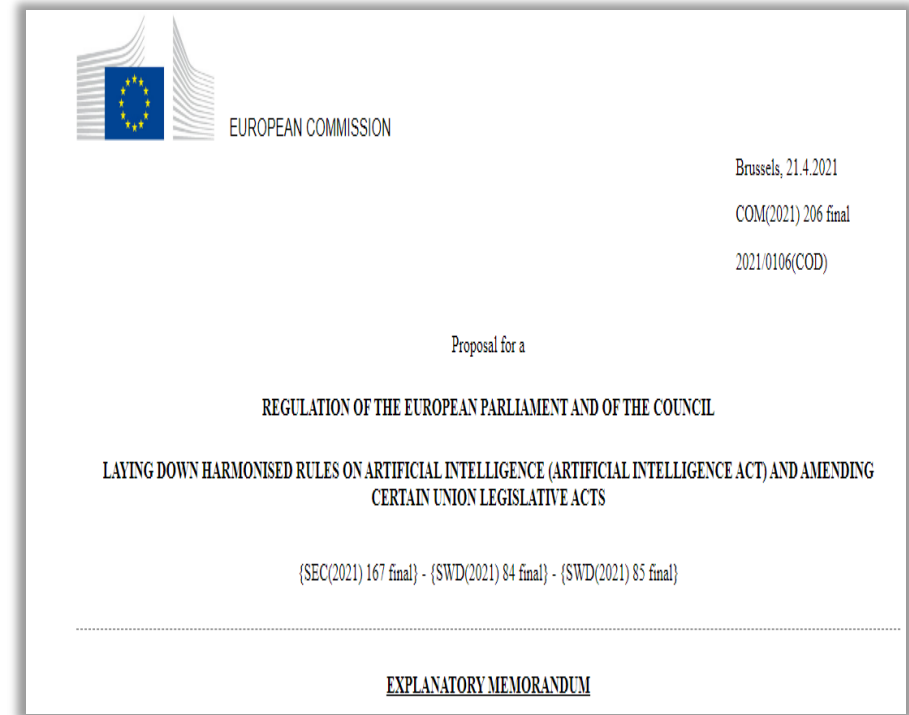 EUROPEAN COMMISSION
Brussels, 21.4.2021
COM(2021) 206 final
2021/0106(COD)
Proposal for a
REGULATION OF THE EUROPEAN PARLIAMENT AND OF THE COUNCIL
LAYING DOWN HARMONISED RULES ON ARTIFICIAL INTELLIGENCE (ARTIFICIAL INTELLIGENCE ACT) AND AMENDING
CERTAIN UNION LEGISLATIVE ACTS
{SEC(2021) 167 final} - {SWD(2021) 84 final} - {SWD(2021) 85 final}
EXPLANATORY MEMORANDUM